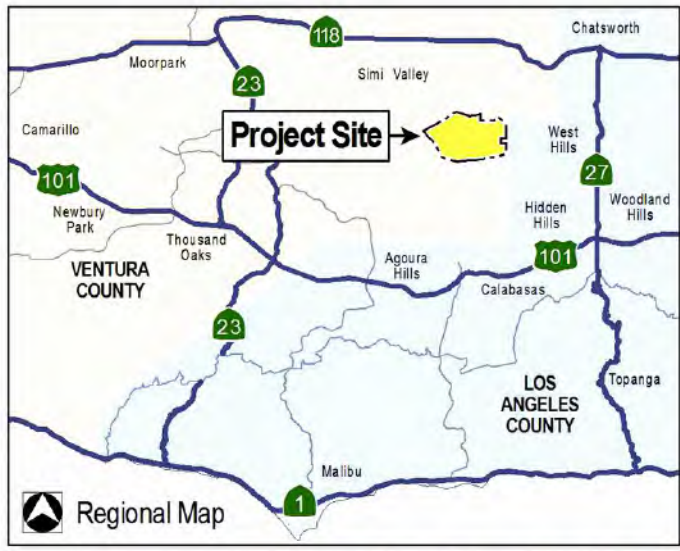 118
Chatsworth
Moorpark
23
Simi Valley
Camarillo
Project Site
West
Hills
101
27
Newbury
Park
Hidden
Hills
Woodland
Hills
Thousand
Oaks
101
VENTURA
COUNTY
Agoura
Hills
Calabasas
23
LOS
ANGELES
COUNTY
Topanga
Malibu
1
Regional Map